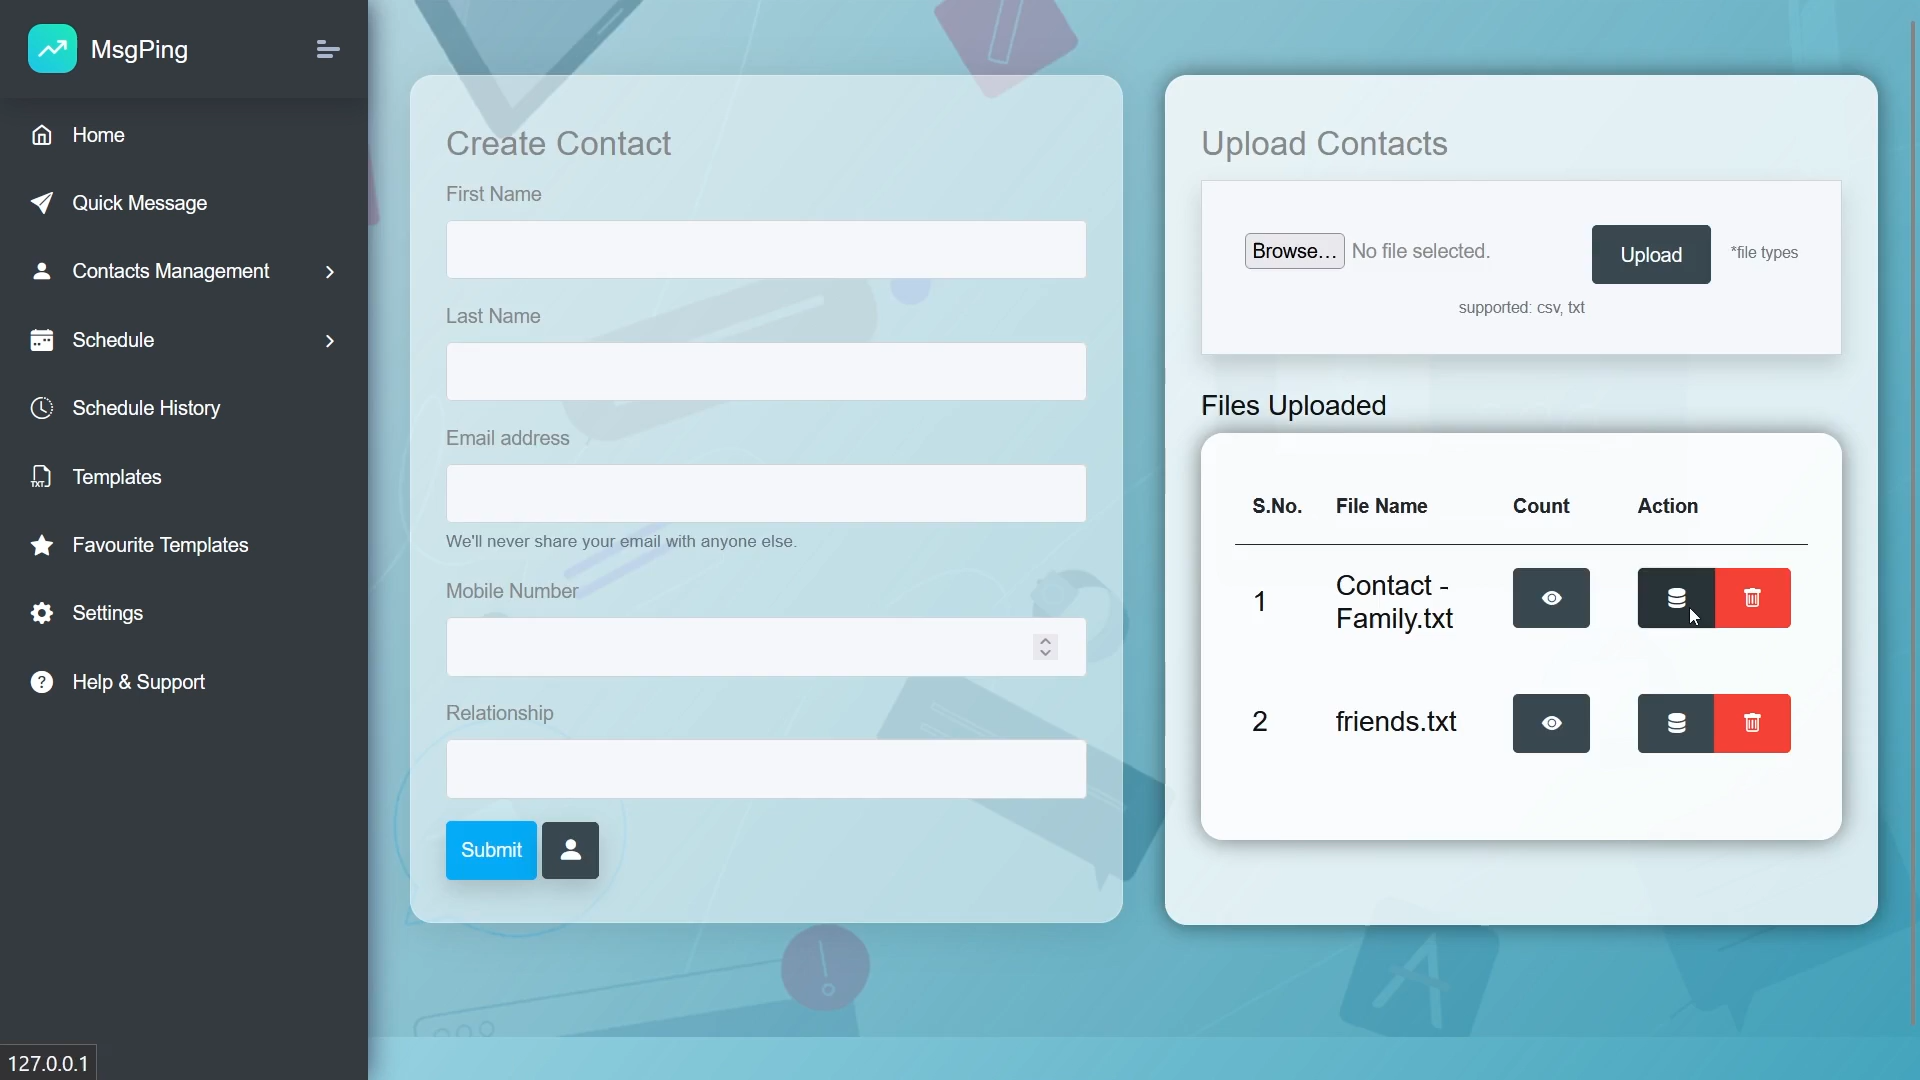 MsgPing
Home
Quick Message
Contacts Management
Schedule
Schedule History
Templates
Favourite Templates
Settings
Help & Support
127.0.0.1
Create Contact
First Name
Last Name
Email address
We'll never share your email with anyone else.
Mobile Number
Relationship
Submit
Upload Contacts
Browse... No file selected. Upload *file types
supported: csv, txt
Files Uploaded
S.No. File Name Count Action
1 Contact -
Family.txt
2 friends.txt